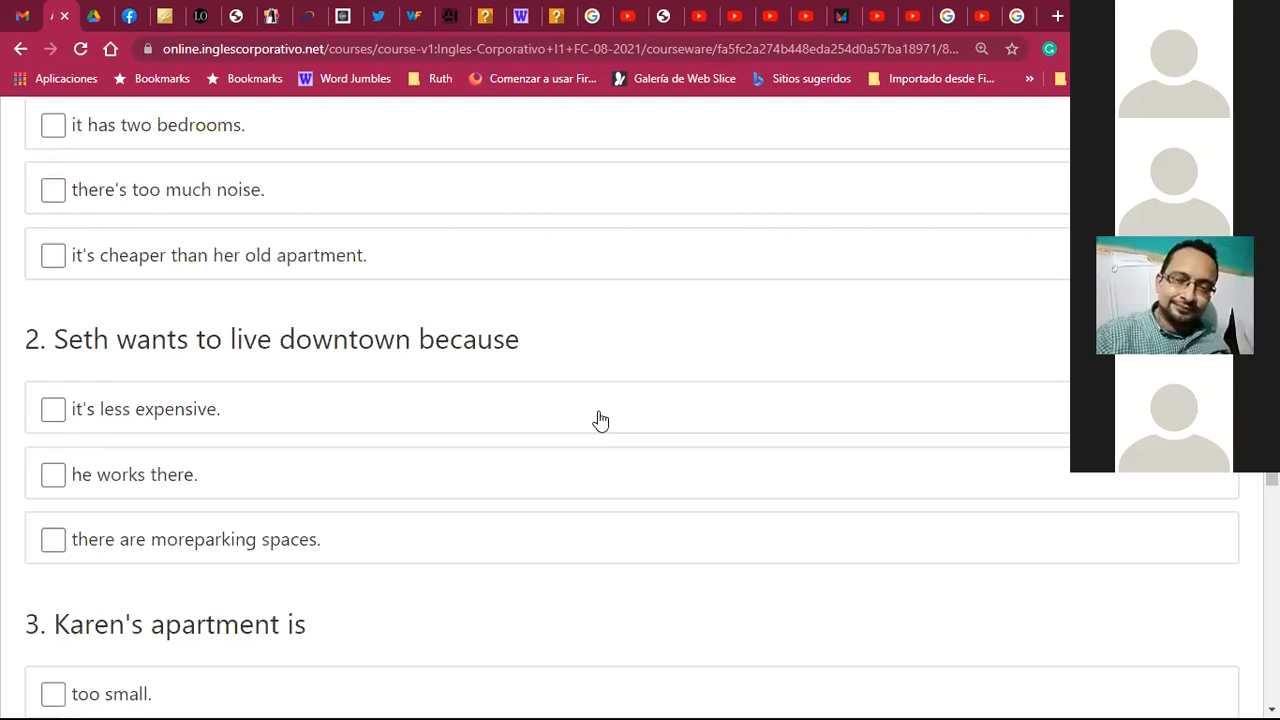 online.inglescorporativo.net/courses/course-v1:Ingles-Corporativo+I1+FC-08-2021/courseware/fa5fc2a274b448eda254d0a57ba18971/8...
Aplicaciones Bookmarks Bookmarks Word Jumbles Ruth Comenzar a usar Fir... Galería de Web Slice Sitios sugeridos Importado desde Fi... »
it has two bedrooms.
there's too much noise.
it's cheaper than her old apartment.
2. Seth wants to live downtown because
it's less expensive.
he works there.
there are moreparking spaces.
3. Karen's apartment is
too small.